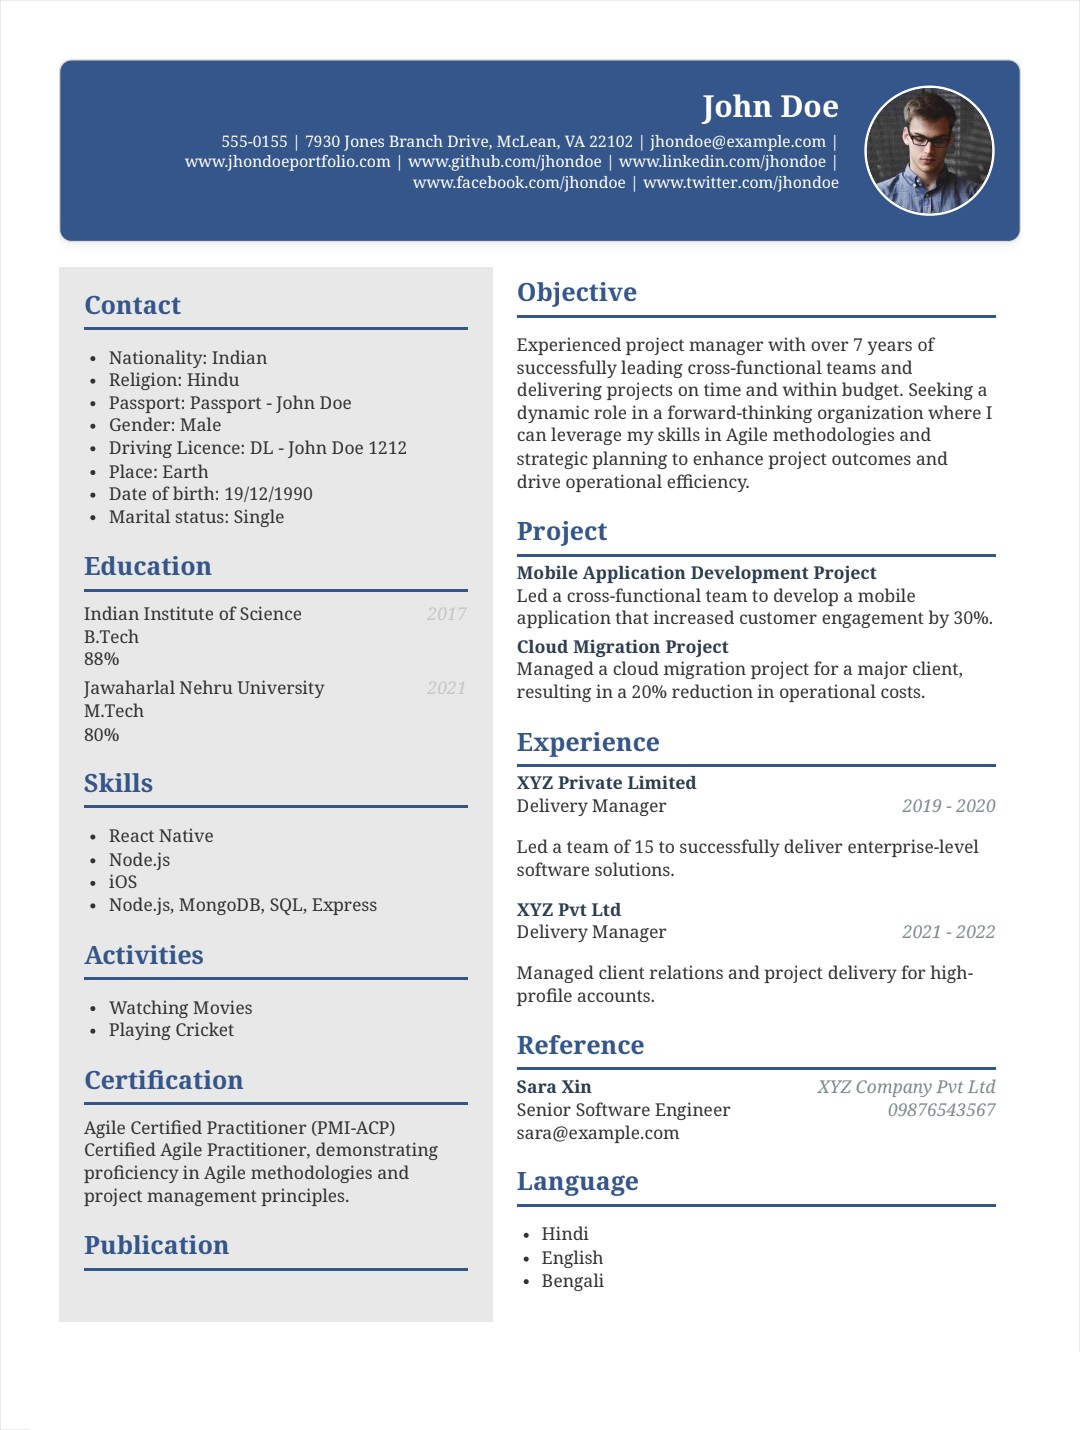 John Doe
555-0155 | 7930 Jones Branch Drive, McLean, VA 22102 | jhondoe@example.com |
www.jhondoeportfolio.com | www.github.com/jhondoe | www.linkedin.com/jhondoe |
www.facebook.com/jhondoe | www.twitter.com/jhondoe
Contact
• Nationality: Indian
• Religion: Hindu
• Passport: Passport - John Doe
• Gender: Male
• Driving Licence: DL - John Doe 1212
• Place: Earth
• Date of birth: 19/12/1990
• Marital status: Single
Education
Indian Institute of Science 2017
B.Tech
88%
Jawaharlal Nehru University 2021
M.Tech
80%
Skills
• React Native
• Node.js
• iOS
• Node.js, MongoDB, SQL, Express
Activities
• Watching Movies
• Playing Cricket
Certification
Agile Certified Practitioner (PMI-ACP)
Certified Agile Practitioner, demonstrating
proficiency in Agile methodologies and
project management principles.
Publication
Objective
Experienced project manager with over 7 years of
successfully leading cross-functional teams and
delivering projects on time and within budget. Seeking a
dynamic role in a forward-thinking organization where I
can leverage my skills in Agile methodologies and
strategic planning to enhance project outcomes and
drive operational efficiency.
Project
Mobile Application Development Project
Led a cross-functional team to develop a mobile
application that increased customer engagement by 30%.
Cloud Migration Project
Managed a cloud migration project for a major client,
resulting in a 20% reduction in operational costs.
Experience
XYZ Private Limited
Delivery Manager 2019 - 2020
Led a team of 15 to successfully deliver enterprise-level
software solutions.
XYZ Pvt Ltd
Delivery Manager 2021 - 2022
Managed client relations and project delivery for high-
profile accounts.
Reference
Sara Xin XYZ Company Pvt Ltd
Senior Software Engineer 09876543567
sara@example.com
Language
• Hindi
• English
• Bengali